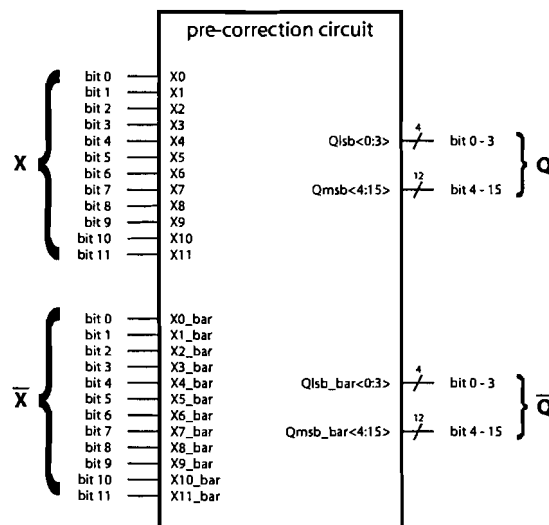 pre-correction circuit
bit 0 X0
bit 1 X1
bit 2 X2
bit 3 X3
bit 4 X4
bit 5 X5
bit 6 X6
bit 7 X7
bit 8 X8
bit 9 X9
bit 10 X10
bit 11 X11
X
4
Qlsb<0:3> bit 0 - 3
12
Qmsb<4:15> bit 4 - 15
Q
bit 0 X0_bar
bit 1 X1_bar
bit 2 X2_bar
bit 3 X3_bar
bit 4 X4_bar
bit 5 X5_bar
bit 6 X6_bar
bit 7 X7_bar
bit 8 X8_bar
bit 9 X9_bar
bit 10 X10_bar
bit 11 X11_bar
X̅
4
Qlsb_bar<0:3> bit 0 - 3
12
Qmsb_bar<4:15> bit 4 - 15
Q̅